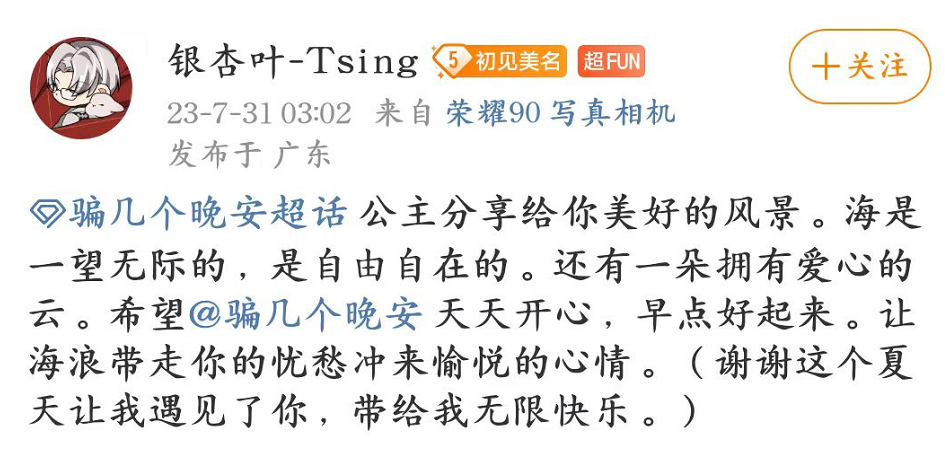 银杏叶-Tsing 5 初见美名 超FUN 十关注
23-7-31 03:02 来自 荣耀90 写真相机
发布于 广东
骗几个晚安超话 公主分享给你美好的风景。海是
一望无际的，是自由自在的。还有一朵拥有爱心的
云。希望@骗几个晚安 天天开心，早点好起来。让
海浪带走你的忧愁冲来愉悦的心情。（谢谢这个夏
天让我遇见了你，带给我无限快乐。）